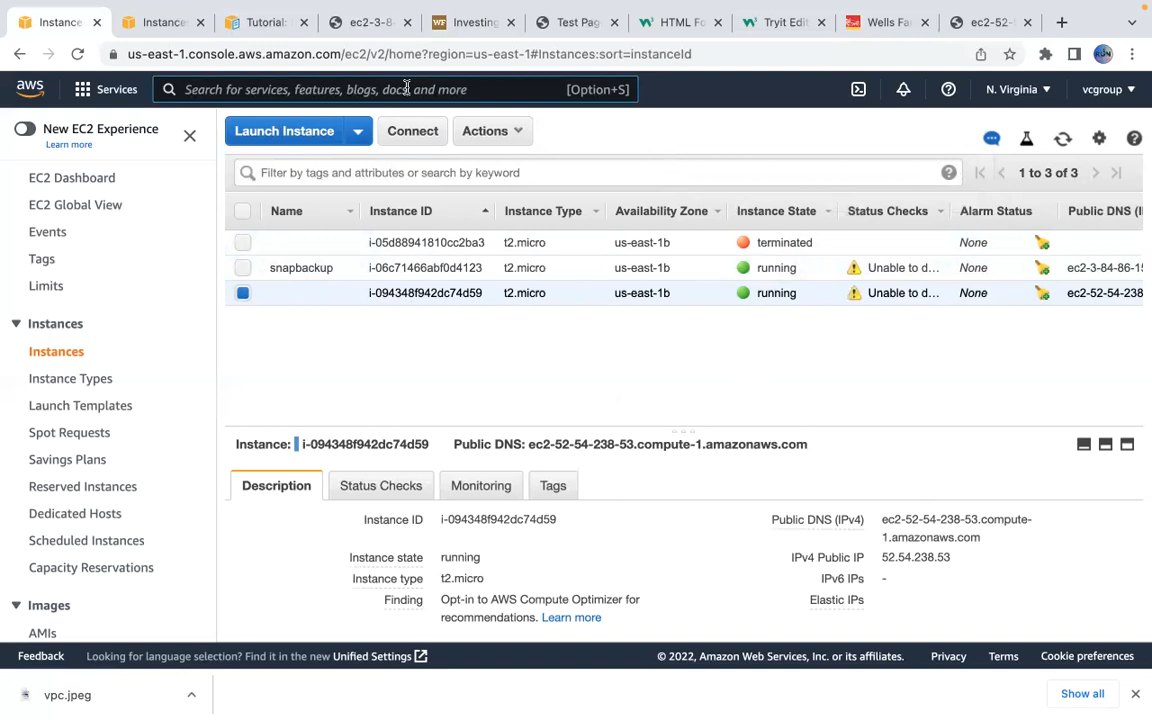 Instance:
Instances
Tutorial:
ec2-3-8
Investing
Test Pag
HTML Fo
Tryit Edit
Wells Fa
ec2-52-5
us-east-1.console.aws.amazon.com/ec2/v2/home?region=us-east-1#Instances:sort=instanceId
aws
Services
Search for services, features, blogs, docs, and more
[Option+S]
N. Virginia
vcgroup
New EC2 Experience
Learn more
EC2 Dashboard
EC2 Global View
Events
Tags
Limits
Instances
Instances
Instance Types
Launch Templates
Spot Requests
Savings Plans
Reserved Instances
Dedicated Hosts
Scheduled Instances
Capacity Reservations
Images
AMIs
Launch Instance
Connect
Actions
Filter by tags and attributes or search by keyword
1 to 3 of 3
Name Instance ID Instance Type Availability Zone Instance State Status Checks Alarm Status Public DNS (I
i-05d88941810cc2ba3 t2.micro us-east-1b terminated None
snapbackup i-06c71466abf0d4123 t2.micro us-east-1b running Unable to d... None ec2-3-84-86-15
i-094348f942dc74d59 t2.micro us-east-1b running Unable to d... None ec2-52-54-238
Instance: i-094348f942dc74d59 Public DNS: ec2-52-54-238-53.compute-1.amazonaws.com
Description Status Checks Monitoring Tags
Instance ID i-094348f942dc74d59
Instance state running
Instance type t2.micro
Finding Opt-in to AWS Compute Optimizer for
recommendations. Learn more
Public DNS (IPv4) ec2-52-54-238-53.compute-
1.amazonaws.com
IPv4 Public IP 52.54.238.53
IPv6 IPs -
Elastic IPs
Feedback
Looking for language selection? Find it in the new Unified Settings
© 2022, Amazon Web Services, Inc. or its affiliates.
Privacy
Terms
Cookie preferences
vpc.jpeg
Show all